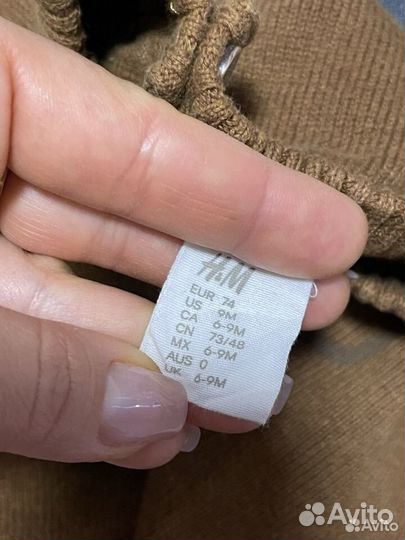 H&M
EUR 74
US 9M
CA 6-9M
CN 73/48
MX 6-9M
AUS 0
UK 6-9M
Avito
Avito